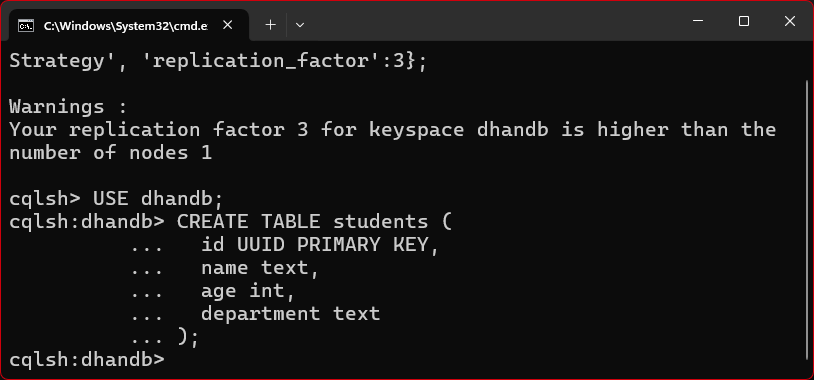 C:\Windows\System32\cmd.e
Strategy', 'replication_factor':3};
Warnings :
Your replication factor 3 for keyspace dhandb is higher than the
number of nodes 1
cqlsh> USE dhandb;
cqlsh:dhandb> CREATE TABLE students (
          ...   id UUID PRIMARY KEY,
          ...   name text,
          ...   age int,
          ...   department text
          ... );
cqlsh:dhandb>